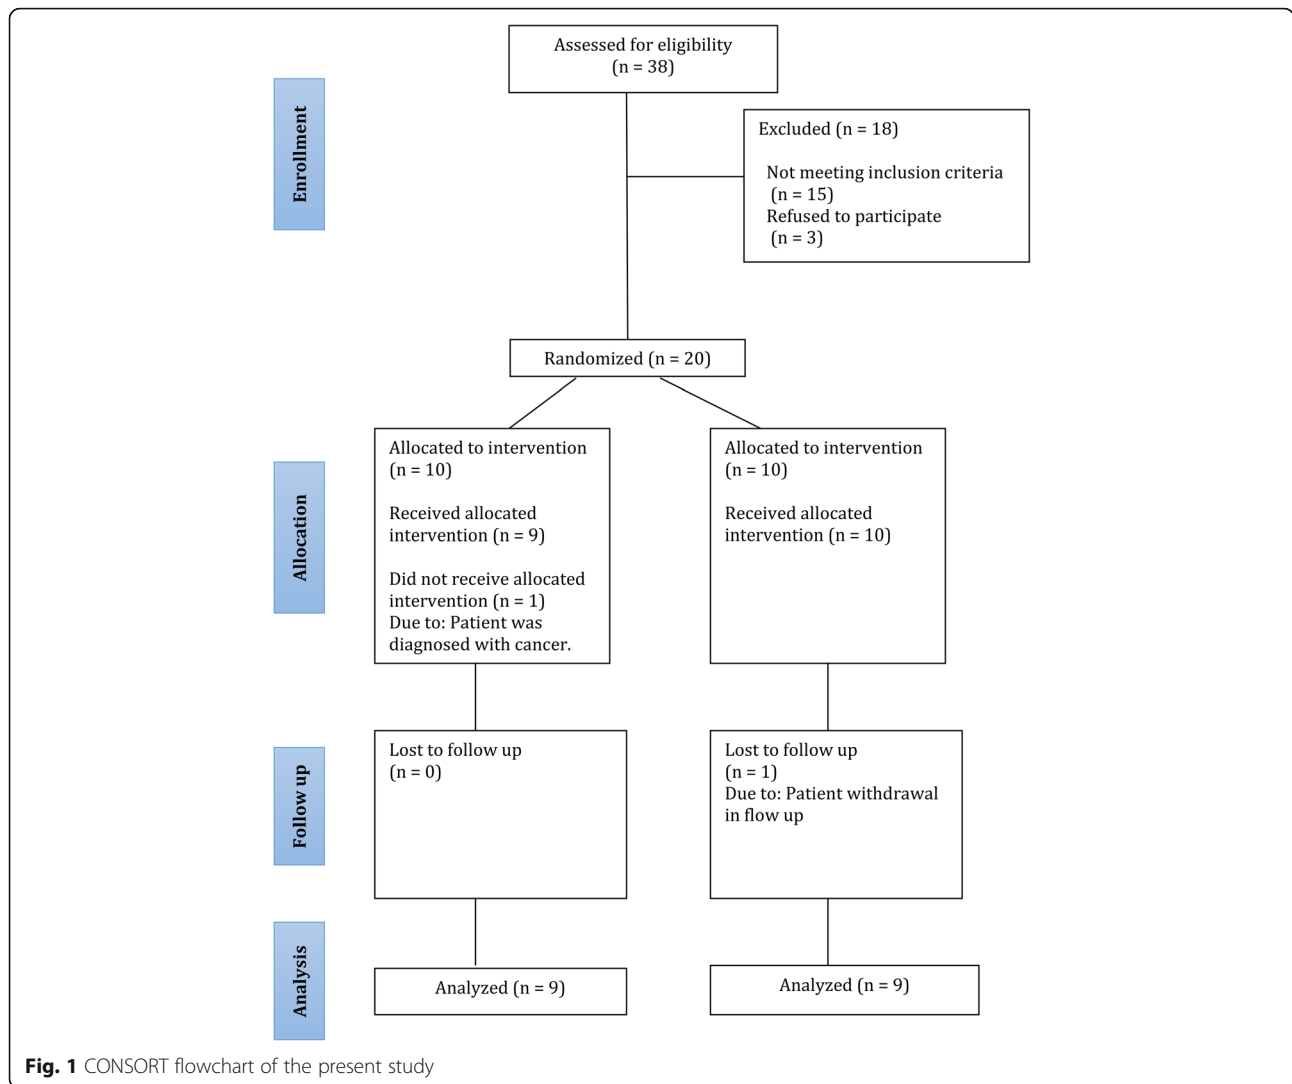 Assessed for eligibility
(n = 38)
Enrollment
Excluded (n = 18)
Not meeting inclusion criteria
(n = 15)
Refused to participate
(n = 3)
Randomized (n = 20)
Allocation
Allocated to intervention
(n = 10)
Received allocated
intervention (n = 9)
Did not receive allocated
intervention (n = 1)
Due to: Patient was
diagnosed with cancer.
Allocated to intervention
(n = 10)
Received allocated
intervention (n = 10)
Follow up
Lost to follow up
(n = 0)
Lost to follow up
(n = 1)
Due to: Patient withdrawal
in flow up
Analysis
Analyzed (n = 9)
Analyzed (n = 9)
Fig. 1 CONSORT flowchart of the present study